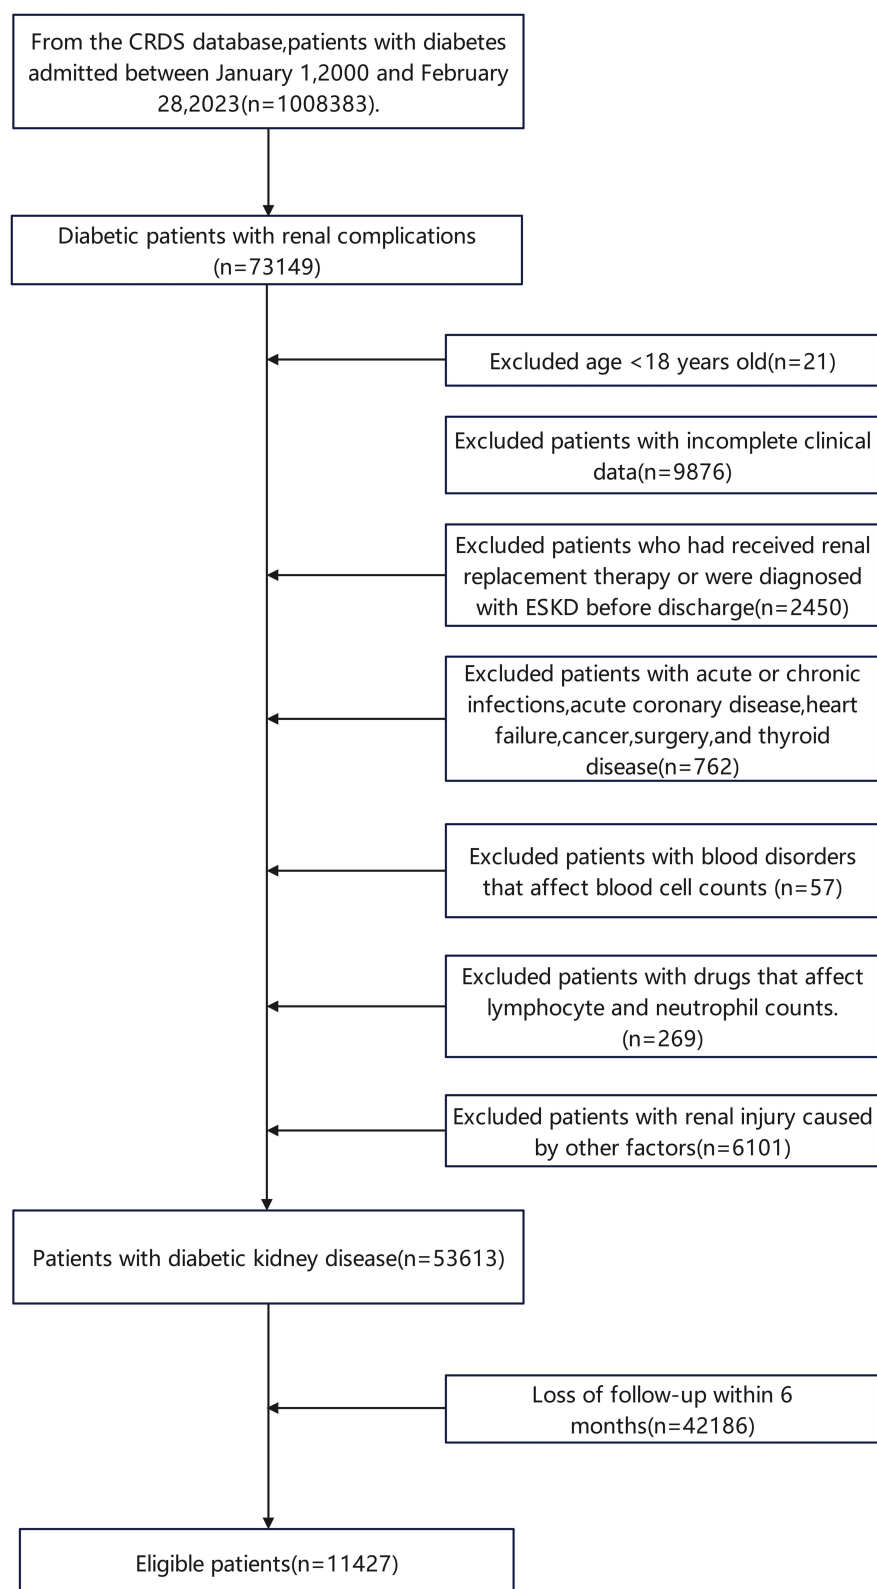 From the CRDS database,patients with diabetes
admitted between January 1,2000 and February
28,2023(n=1008383).
Diabetic patients with renal complications
(n=73149)
Excluded age <18 years old(n=21)
Excluded patients with incomplete clinical
data(n=9876)
Excluded patients who had received renal
replacement therapy or were diagnosed
with ESKD before discharge(n=2450)
Excluded patients with acute or chronic
infections,acute coronary disease,heart
failure,cancer,surgery,and thyroid
disease(n=762)
Excluded patients with blood disorders
that affect blood cell counts (n=57)
Excluded patients with drugs that affect
lymphocyte and neutrophil counts.
(n=269)
Excluded patients with renal injury caused
by other factors(n=6101)
Patients with diabetic kidney disease(n=53613)
Loss of follow-up within 6
months(n=42186)
Eligible patients(n=11427)